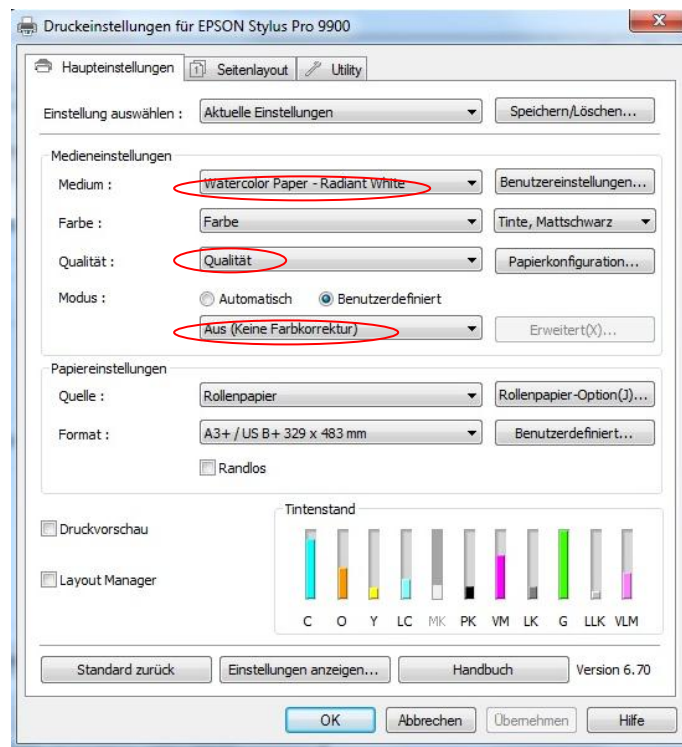 Druckeinstellungen für EPSON Stylus Pro 9900
Haupteinstellungen Seitenlayout Utility
Einstellung auswählen : Aktuelle Einstellungen Speichern/Löschen...
Medieneinstellungen
Medium : Watercolor Paper - Radiant White Benutzereinstellungen...
Farbe : Farbe Tinte, Mattschwarz
Qualität : Qualität Papierkonfiguration...
Modus : Automatisch Benutzerdefiniert
Aus (Keine Farbkorrektur) Erweitert(X)...
Papiereinstellungen
Quelle : Rollenpapier Rollenpapier-Option(J)...
Format : A3+ / US B+ 329 x 483 mm Benutzerdefiniert...
Randlos
Tintenstand
Druckvorschau
Layout Manager
C O Y LC MK PK VM LK G LLK VLM
Standard zurück Einstellungen anzeigen... Handbuch Version 6.70
OK Abbrechen Übernehmen Hilfe